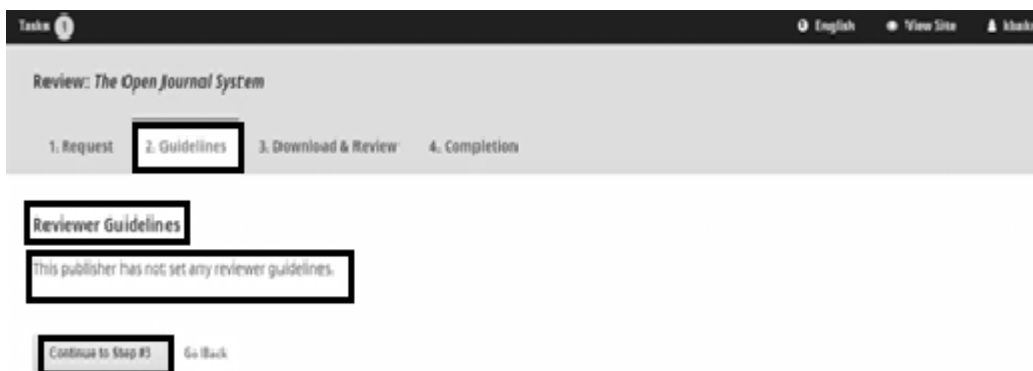 Tasks 1 English View Site
Review: The Open Journal System
1. Request 2. Guidelines 3. Download & Review 4. Completion
Reviewer Guidelines
This publisher has not set any reviewer guidelines.
Continue to Step #3 Go Back